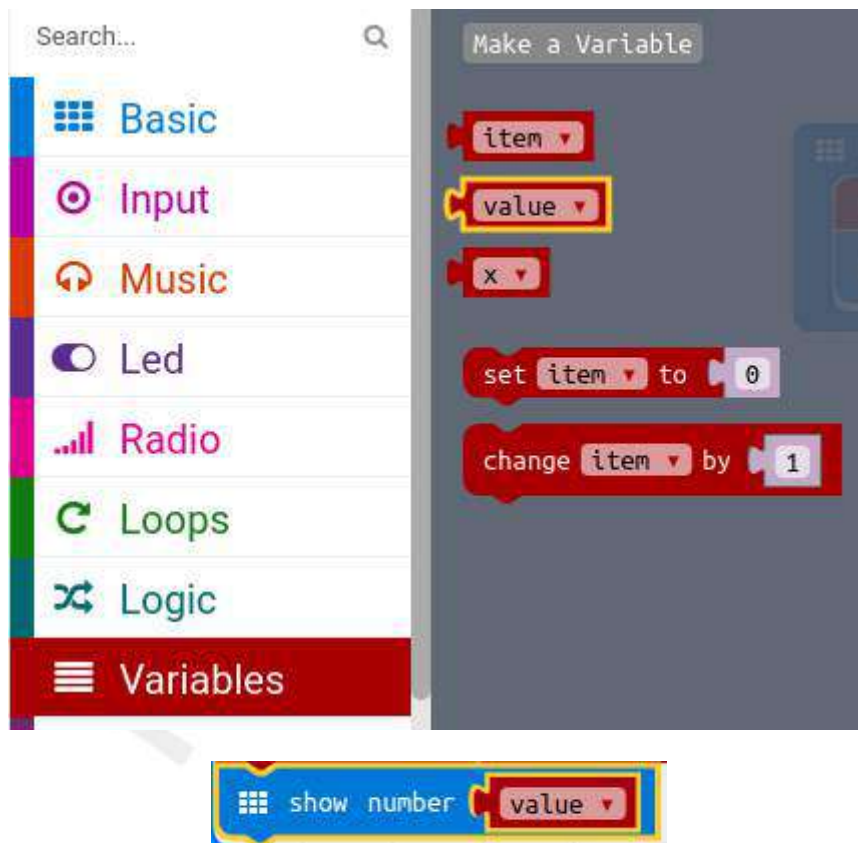 Search...
Basic
Input
Music
Led
Radio
Loops
Logic
Variables
Make a Variable
item
value
x
set item to 0
change item by 1
show number value